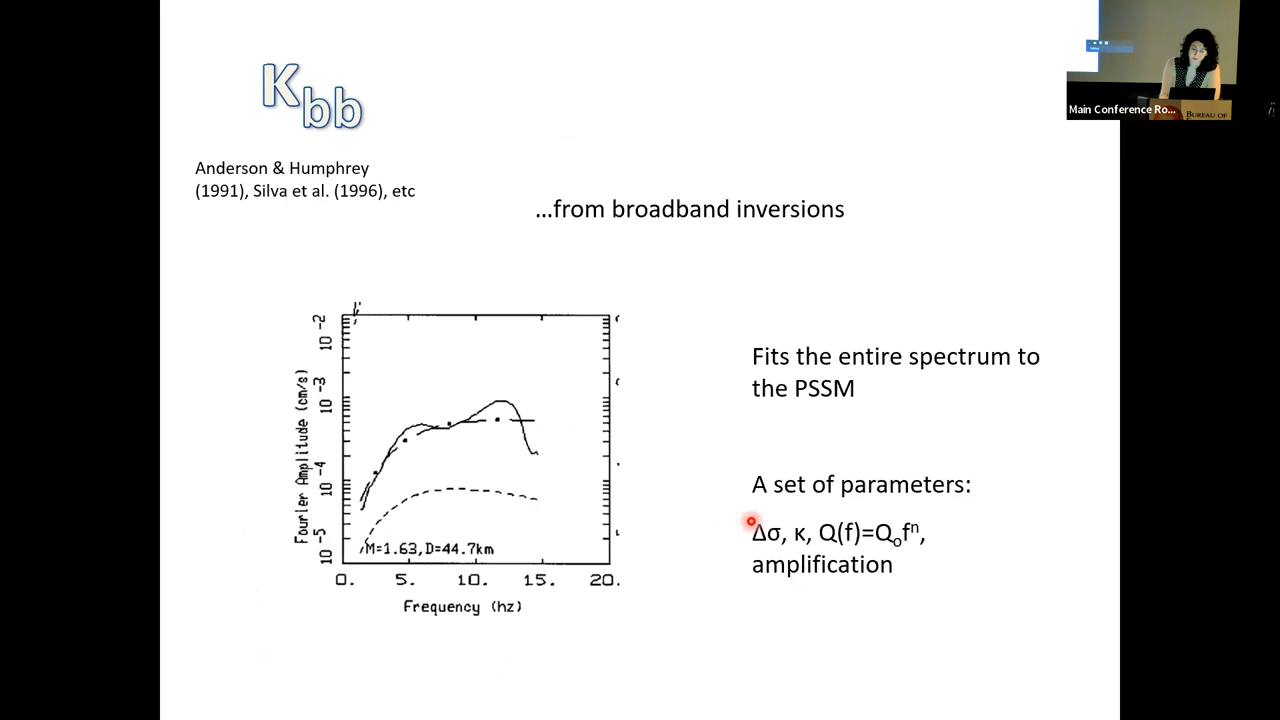 Kbb
Anderson & Humphrey
(1991), Silva et al. (1996), etc
...from broadband inversions
Fourier Amplitude (cm/s)
10 -2
10 -3
10 -4
10 -5
M=1.63,D=44.7km
0. 5. 10. 15. 20.
Frequency (hz)
Fits the entire spectrum to
the PSSM
A set of parameters:
Δσ, κ, Q(f)=Qofn,
amplification
Main Conference Ro...
BUREAU OF